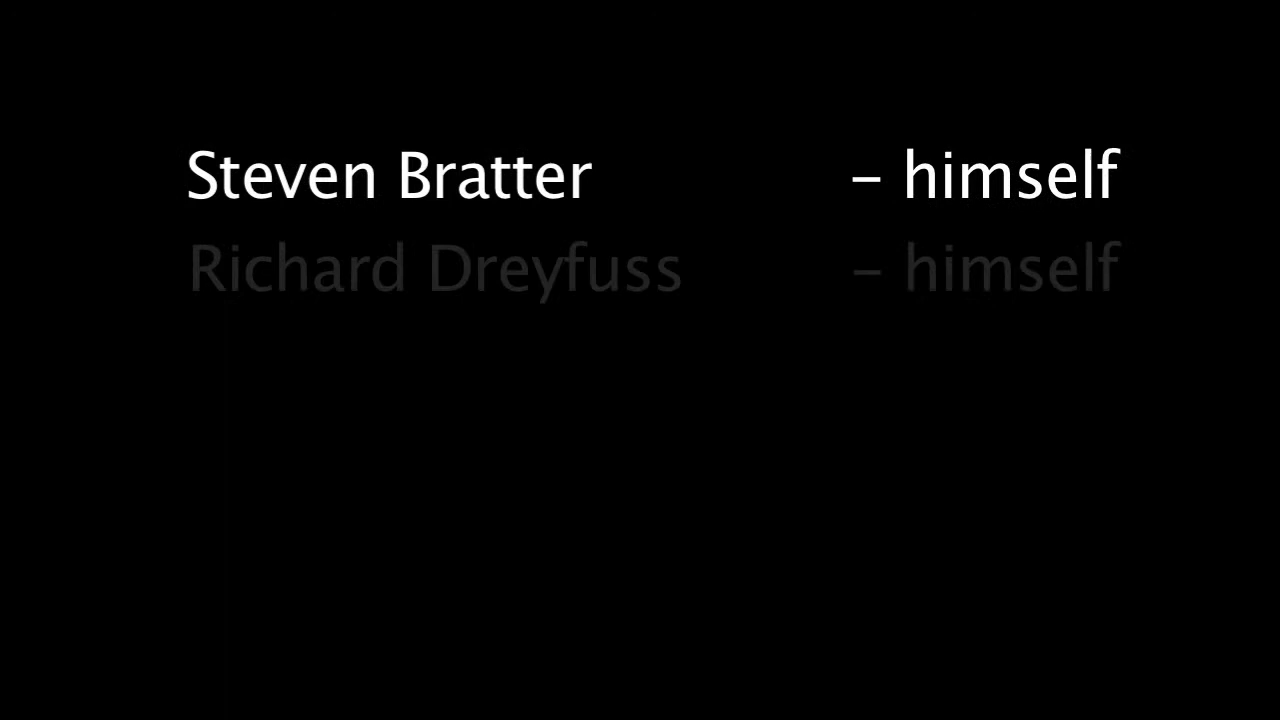 Steven Bratter – himself
Richard Dreyfuss – himself